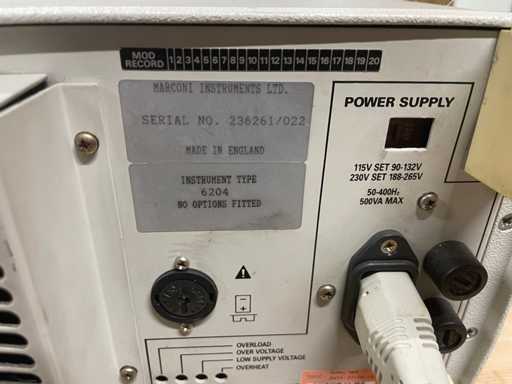 MOD
RECORD
1 2 3 4 5 6 7 8 9 10 11 12 13 14 15 16 17 18 19 20
MARCONI INSTRUMENTS LTD.
SERIAL NO. 236261/022
MADE IN ENGLAND
INSTRUMENT TYPE
6204
NO OPTIONS FITTED
POWER SUPPLY
115V SET 90-132V
230V SET 188-265V
50-400Hz
500VA MAX
OVERLOAD
OVER VOLTAGE
LOW SUPPLY VOLTAGE
OVERHEAT